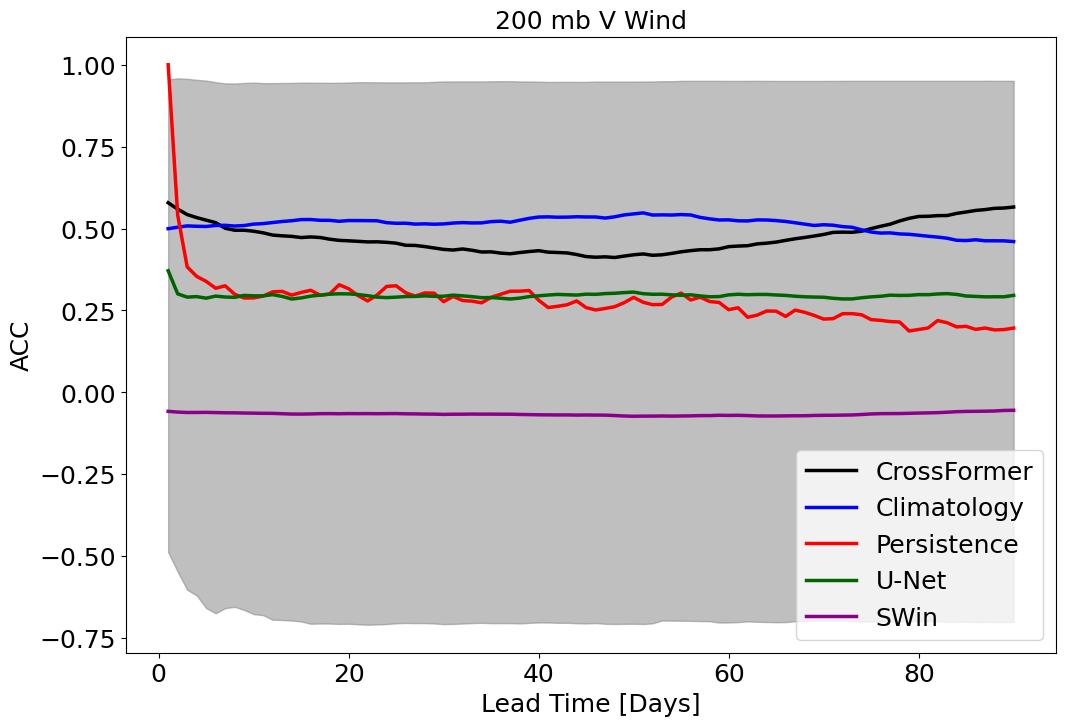 200 mb V Wind
ACC
1.00
0.75
0.50
0.25
0.00
−0.25
−0.50
−0.75
0
20
40
60
80
Lead Time [Days]
CrossFormer
Climatology
Persistence
U-Net
SWin